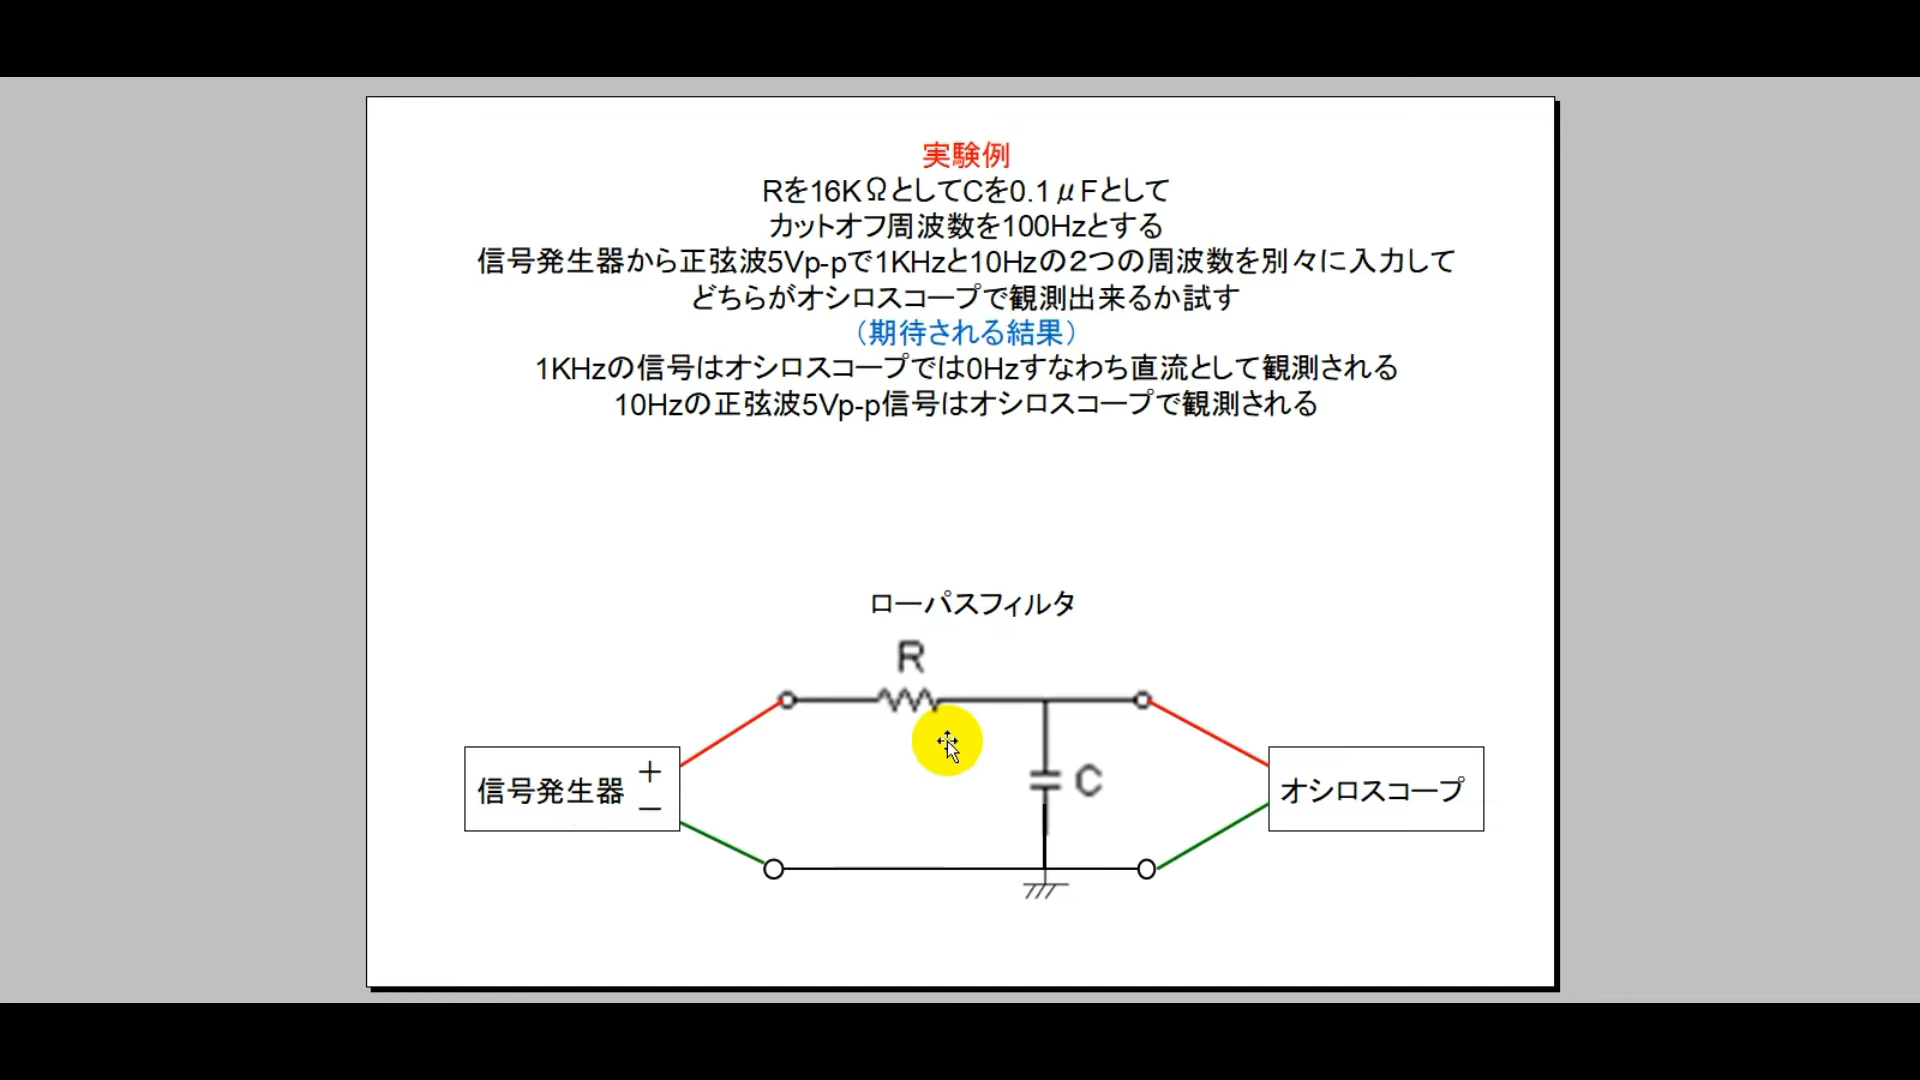 実験例
Rを16KΩとしてCを0.1μFとして
カットオフ周波数を100Hzとする
信号発生器から正弦波5Vp-pで1KHzと10Hzの２つの周波数を別々に入力して
どちらがオシロスコープで観測出来るか試す
（期待される結果）
1KHzの信号はオシロスコープでは0Hzすなわち直流として観測される
10Hzの正弦波5Vp-p信号はオシロスコープで観測される
ローパスフィルタ
R
信号発生器
＋
－
C
オシロスコープ